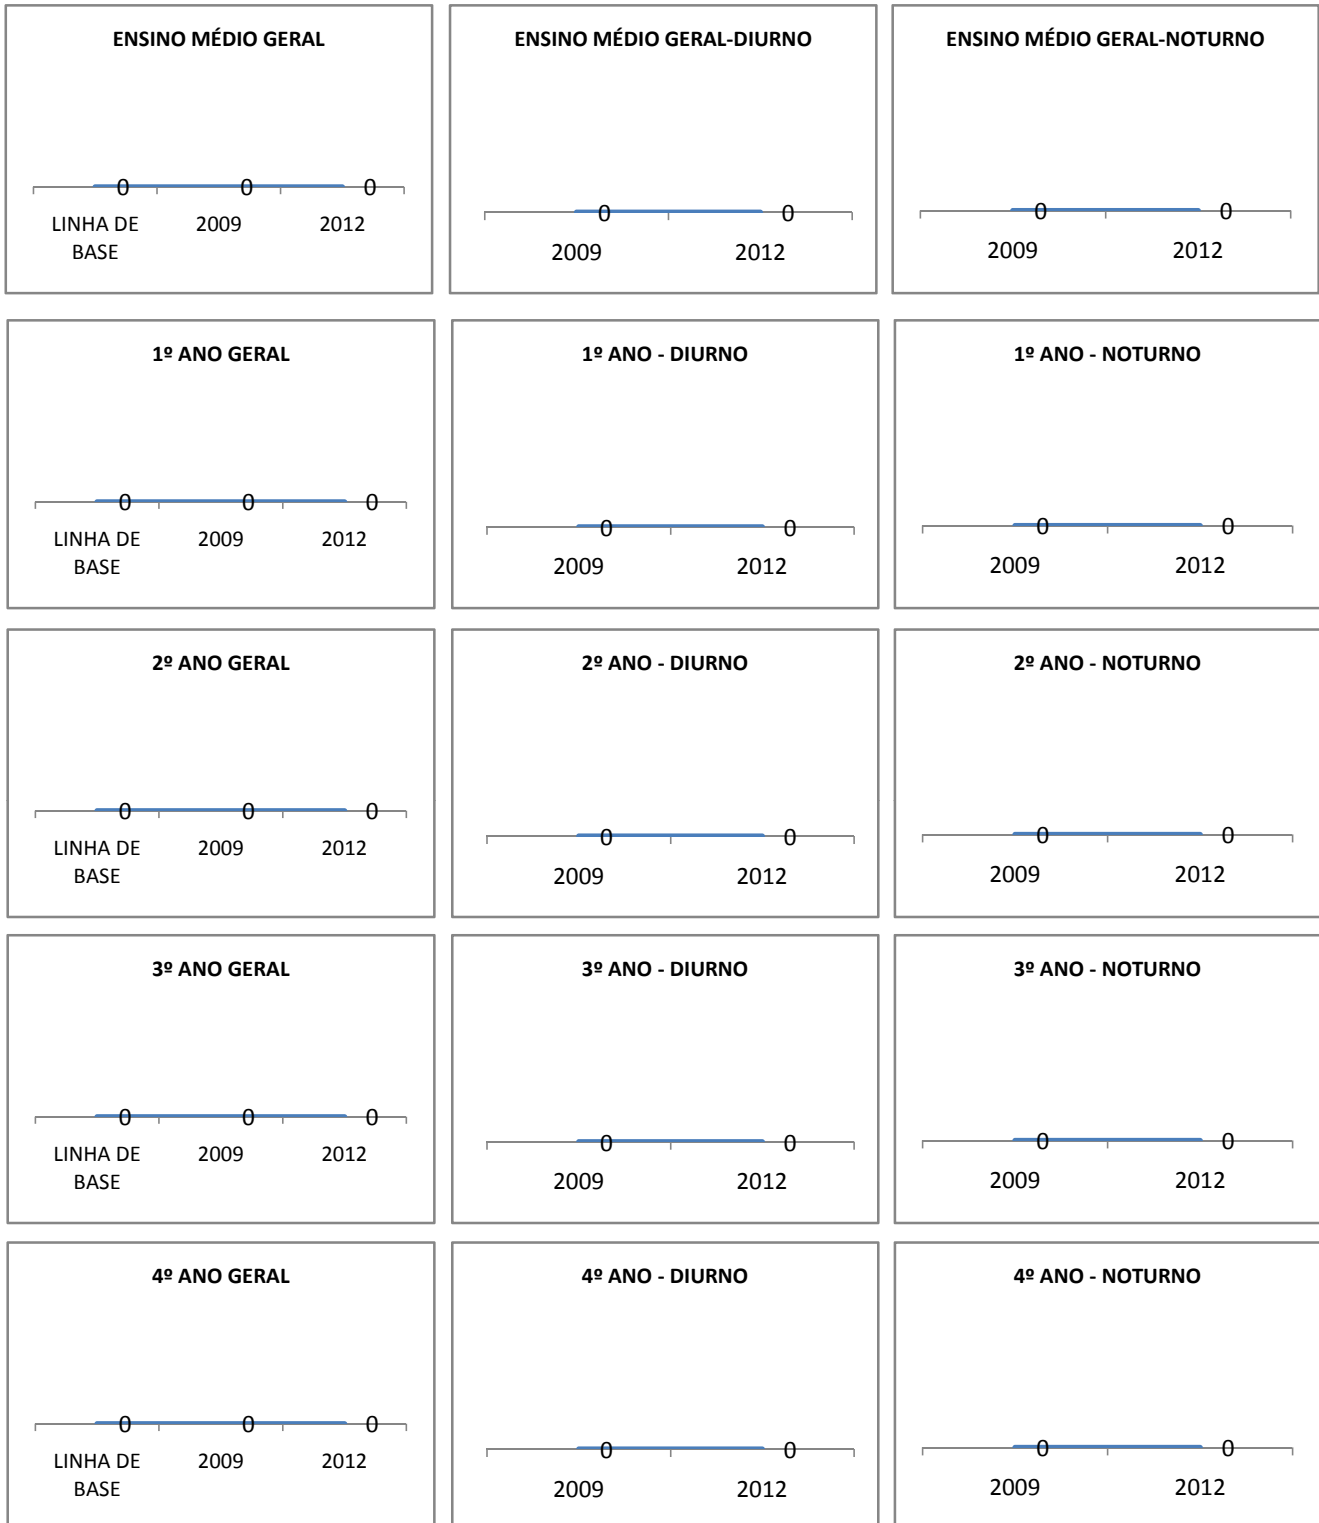 ENSINO MÉDIO GERAL
0 0 0
LINHA DE BASE 2009 2012
ENSINO MÉDIO GERAL-DIURNO
0 0
2009 2012
ENSINO MÉDIO GERAL-NOTURNO
0 0
2009 2012
1º ANO GERAL
0 0 0
LINHA DE BASE 2009 2012
1º ANO - DIURNO
0 0
2009 2012
1º ANO - NOTURNO
0 0
2009 2012
2º ANO GERAL
0 0 0
LINHA DE BASE 2009 2012
2º ANO - DIURNO
0 0
2009 2012
2º ANO - NOTURNO
0 0
2009 2012
3º ANO GERAL
0 0 0
LINHA DE BASE 2009 2012
3º ANO - DIURNO
0 0
2009 2012
3º ANO - NOTURNO
0 0
2009 2012
4º ANO GERAL
0 0 0
LINHA DE BASE 2009 2012
4º ANO - DIURNO
0 0
2009 2012
4º ANO - NOTURNO
0 0
2009 2012